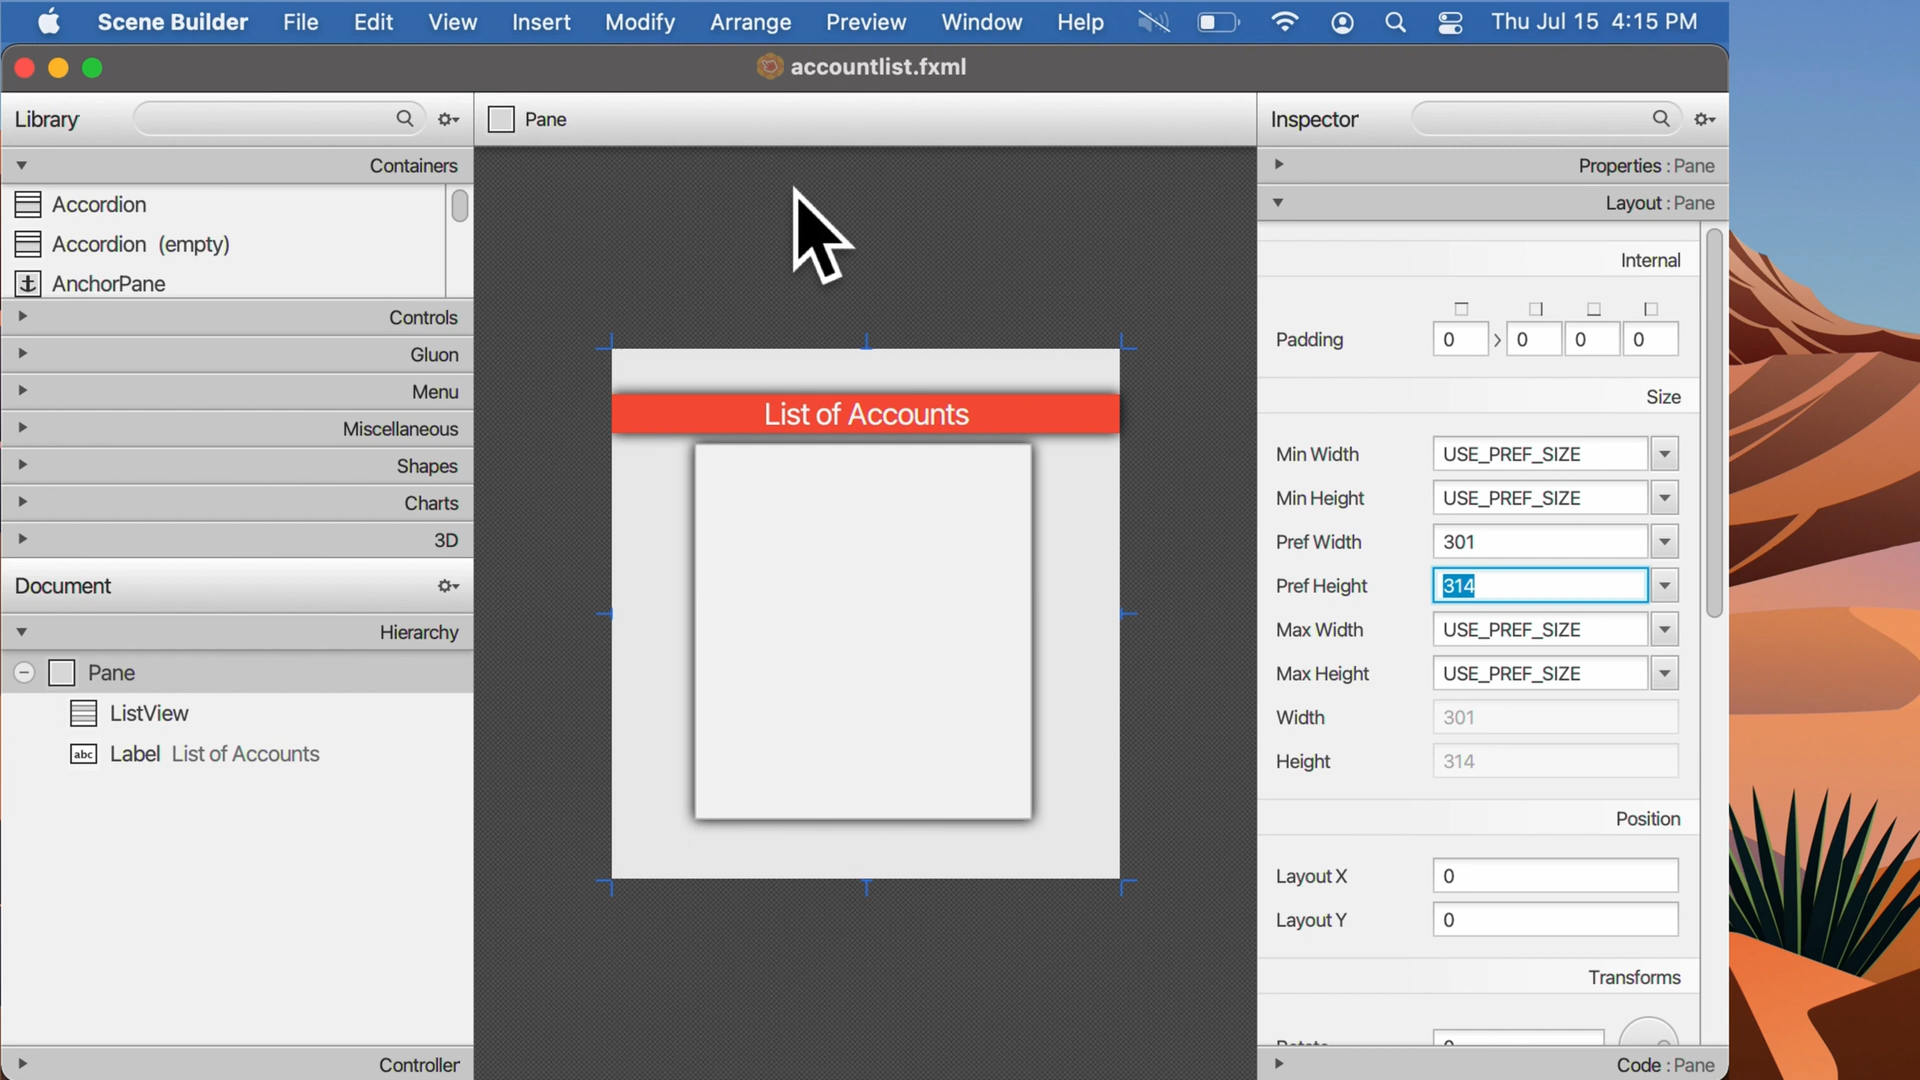 Scene Builder File Edit View Insert Modify Arrange Preview Window Help Thu Jul 15 4:15 PM
accountlist.fxml
Library
Pane
Inspector
Containers
Properties : Pane
Accordion
Layout : Pane
Accordion (empty)
Internal
AnchorPane
Controls
Padding 0 0 0 0
Gluon
Menu
Size
List of Accounts
Miscellaneous
Min Width USE_PREF_SIZE
Shapes
Min Height USE_PREF_SIZE
Charts
Pref Width 301
3D
Document
Pref Height 314
Hierarchy
Max Width USE_PREF_SIZE
Pane
Max Height USE_PREF_SIZE
ListView
Width 301
abc Label List of Accounts
Height 314
Position
Layout X 0
Layout Y 0
Transforms
Rotate 0
Controller
Code : Pane